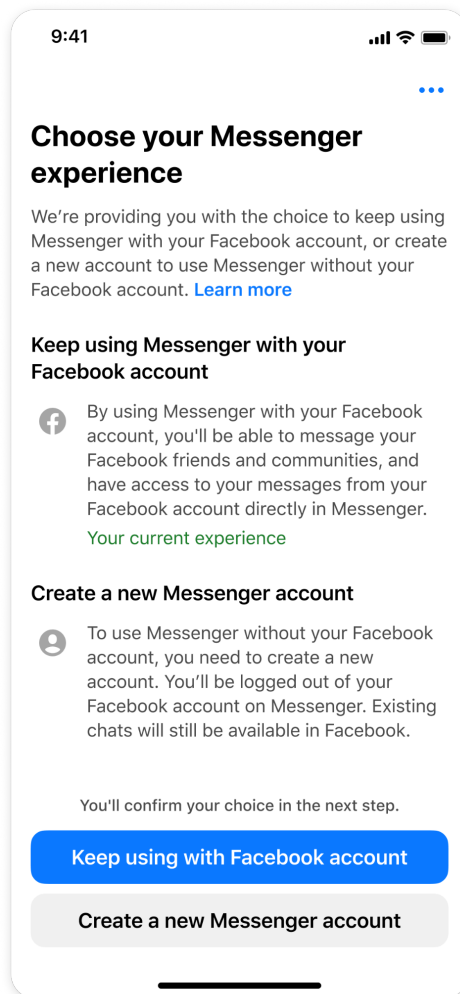 9:41
Choose your Messenger
experience
We’re providing you with the choice to keep using
Messenger with your Facebook account, or create
a new account to use Messenger without your
Facebook account. Learn more
Keep using Messenger with your
Facebook account
By using Messenger with your Facebook
account, you'll be able to message your
Facebook friends and communities, and
have access to your messages from your
Facebook account directly in Messenger.
Your current experience
Create a new Messenger account
To use Messenger without your Facebook
account, you need to create a new
account. You’ll be logged out of your
Facebook account on Messenger. Existing
chats will still be available in Facebook.
You'll confirm your choice in the next step.
Keep using with Facebook account
Create a new Messenger account